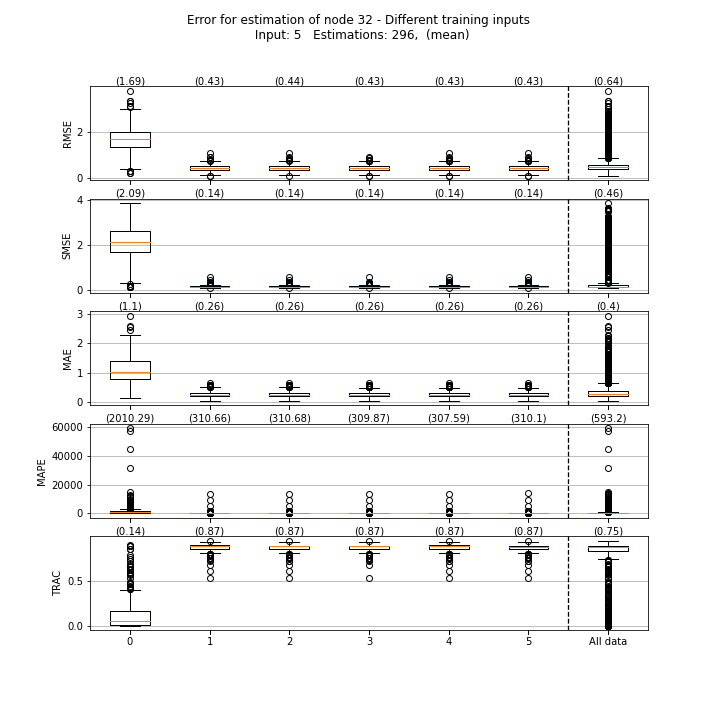 Error for estimation of node 32 - Different training inputs
Input: 5 Estimations: 296, (mean)
(1.69) (0.43) (0.44) (0.43) (0.43) (0.43) (0.64)
RMSE
2
0
(2.09) (0.14) (0.14) (0.14) (0.14) (0.14) (0.46)
SMSE
4
2
0
(1.1) (0.26) (0.26) (0.26) (0.26) (0.26) (0.4)
MAE
3
2
1
0
(2010.29) (310.66) (310.68) (309.87) (307.59) (310.1) (593.2)
MAPE
60000
40000
20000
0
(0.14) (0.87) (0.87) (0.87) (0.87) (0.87) (0.75)
TRAC
0.5
0.0
0 1 2 3 4 5 All data